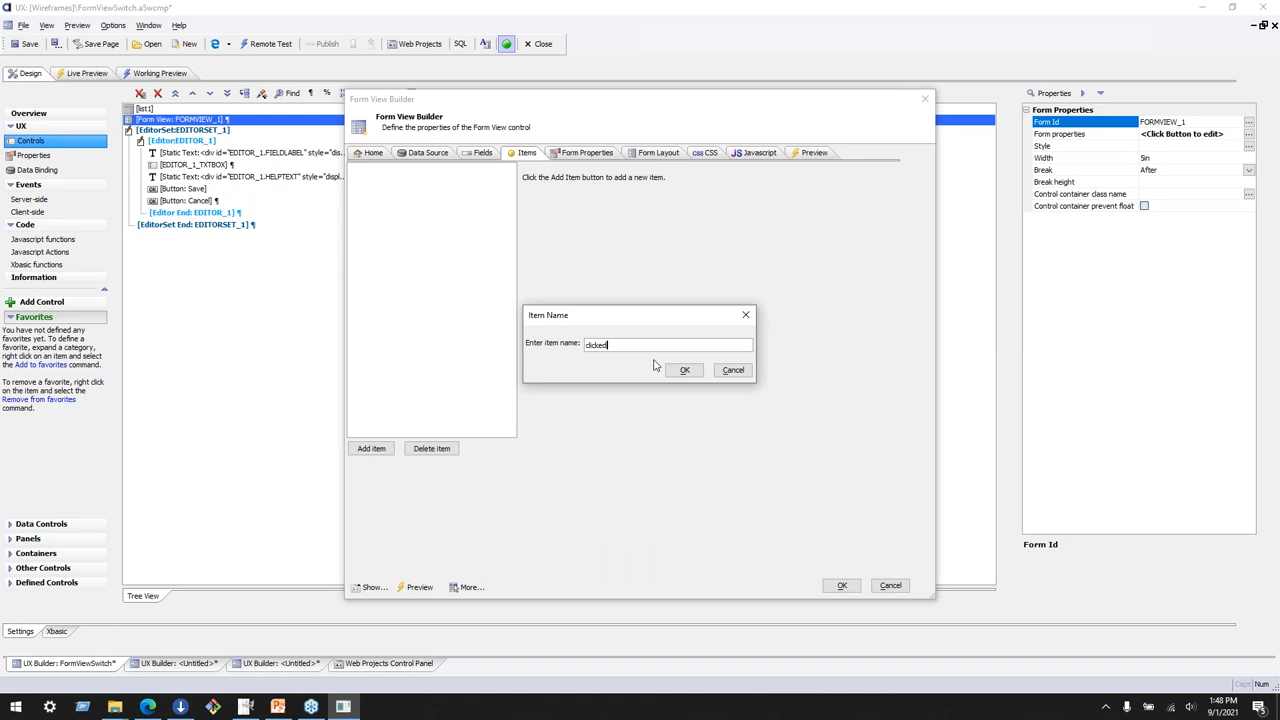 UX: [Wireframes]\FormViewSwitch.a5wcmp*
File View Preview Options Window Help
Save Save Page Open New Remote Test Publish Web Projects SQL Close
Design Live Preview Working Preview
Find
Overview
UX
Controls
Properties
Data Binding
Events
Server-side
Client-side
Code
Javascript functions
Javascript Actions
Xbasic functions
Information
Add Control
Favorites
You have not defined any
favorites yet. To define a
favorite, expand a category,
right click on an item and select
the Add to favorites command.
To remove a favorite, right click
on the item and select the
Remove from favorites
command.
Data Controls
Panels
Containers
Other Controls
Defined Controls
[list1]
[Form View: FORMVIEW_1] ¶
[EditorSet:EDITORSET_1]
[Editor:EDITOR_1]
[Static Text: <div id="EDITOR_1.FIELDLABEL" style="dis...
[EDITOR_1_TXTBOX] ¶
[Static Text: <div id="EDITOR_1.HELPTEXT" style="displ...
[Button: Save]
[Button: Cancel] ¶
[Editor End: EDITOR_1] ¶
[EditorSet End: EDITORSET_1] ¶
Tree View
Form View Builder
Form View Builder
Define the properties of the Form View control
Home Data Source Fields Items Form Properties Form Layout CSS Javascript Preview
Click the Add Item button to add a new item.
Item Name
Enter item name: clicked
OK Cancel
Add item Delete item
Show... Preview More... OK Cancel
Properties
Form Properties
Form Id FORMVIEW_1
Form properties <Click Button to edit>
Style
Width 5in
Break After
Break height
Control container class name
Control container prevent float
Form Id
Settings Xbasic
UX Builder: FormViewSwitch* UX Builder: <Untitled>* UX Builder: <Untitled>* Web Projects Control Panel
Caps Num
1:48 PM
9/1/2021